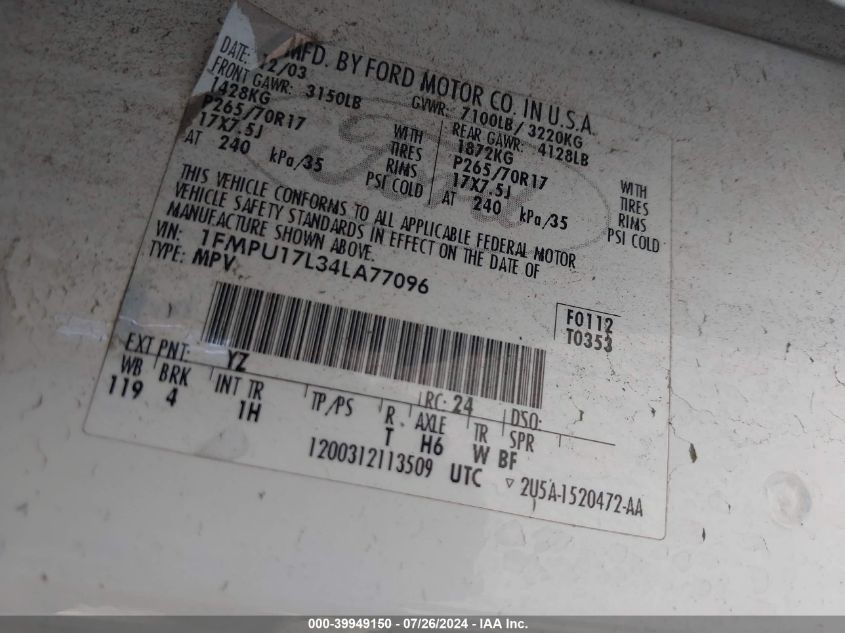 MFD. BY FORD MOTOR CO. IN U.S.A.
DATE: 12/03 GVWR: 7100LB/ 3220KG
FRONT GAWR: 3150LB REAR GAWR: 4128LB
1428KG WITH 1872KG WITH
P265/70R17 TIRES P265/70R17 TIRES
17X7.5J RIMS 17X7.5J RIMS
AT 240 kPa/35 PSI COLD AT 240 kPa/35 PSI COLD
THIS VEHICLE CONFORMS TO ALL APPLICABLE FEDERAL MOTOR
VEHICLE SAFETY STANDARDS IN EFFECT ON THE DATE OF
MANUFACTURE SHOWN ABOVE.
VIN: 1FMPU17L34LA77096
TYPE: MPV
F0112
T0353
EXT PNT: YZ RC: 24 DSO:
WB BRK INT TR TP/PS R AXLE TR SPR
119 4 1H T H6 W BF
1200312113509 UTC ▽ 2U5A-1520472-AA
Ford
000-39949150 - 07/26/2024 - IAA Inc.